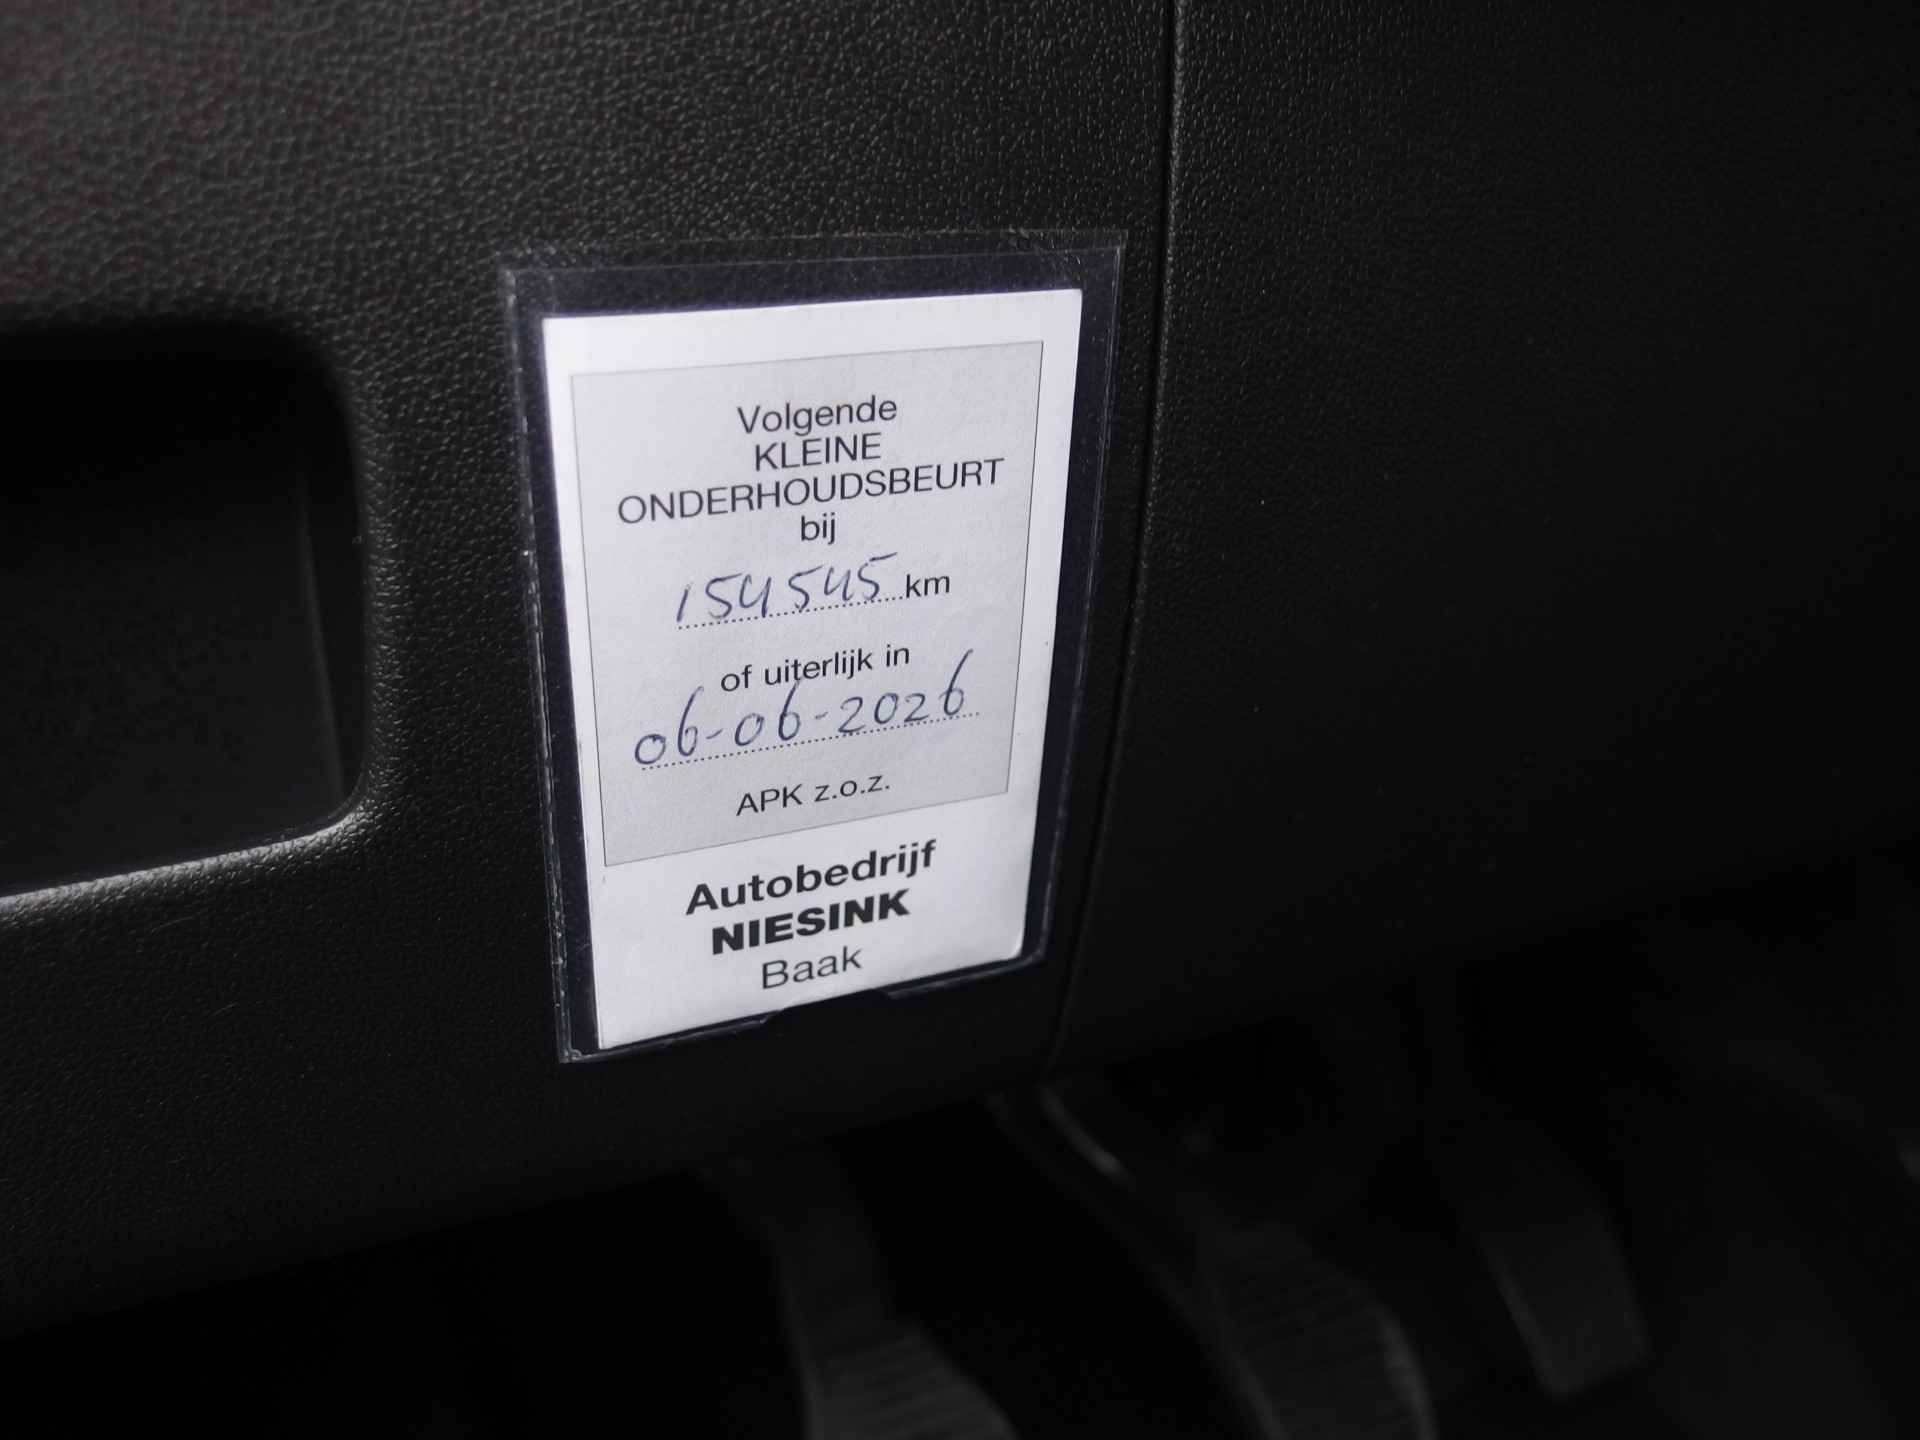 Volgende
KLEINE
ONDERHOUDSBEURT
bij
154545 km
of uiterlijk in
06-06-2026
APK z.o.z.
Autobedrijf
NIESINK
Baak